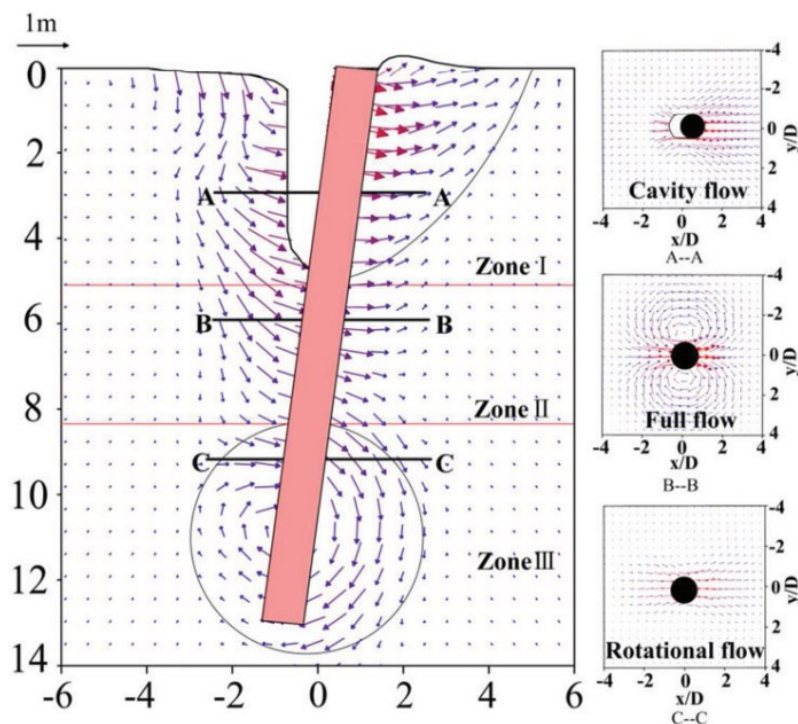 1m
0
2
4
6
8
10
12
14
-6 -4 -2 0 2 4 6
A A
Zone I
B B
Zone II
C C
Zone III
-4
-2
0
2
4
y/D
Cavity flow
-4 -2 0 2 4
x/D
A--A
-4
-2
0
2
4
y/D
Full flow
-4 -2 0 2 4
x/D
B--B
-4
-2
0
2
4
y/D
Rotational flow
-4 -2 0 2 4
x/D
C--C